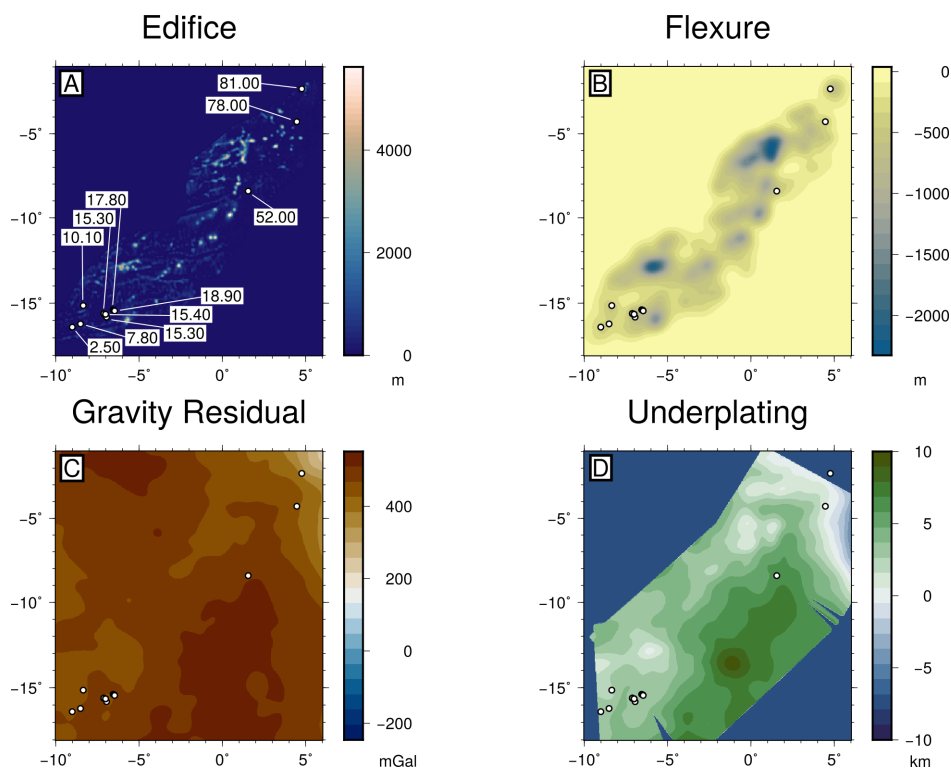 Edifice
Flexure
A
81.00
78.00
52.00
17.80
15.30
10.10
18.90
15.40
15.30
7.80
2.50
−5˚
−10˚
−15˚
−10˚ −5˚ 0˚ 5˚
4000
2000
0
m
B
−5˚
−10˚
−15˚
−10˚ −5˚ 0˚ 5˚
0
−500
−1000
−1500
−2000
m
Gravity Residual
Underplating
C
−5˚
−10˚
−15˚
−10˚ −5˚ 0˚ 5˚
400
200
0
−200
mGal
D
−5˚
−10˚
−15˚
−10˚ −5˚ 0˚ 5˚
10
5
0
−5
−10
km